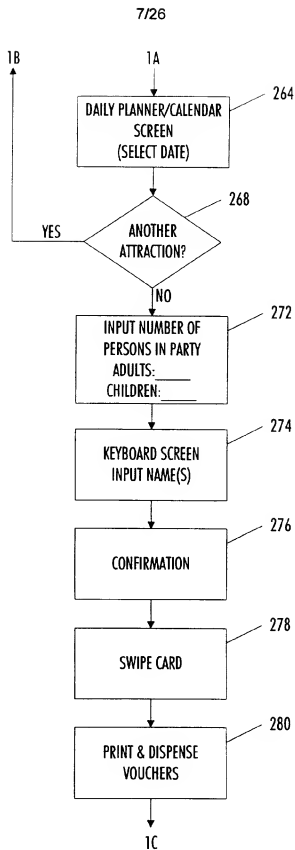 7/26
1B
1A
DAILY PLANNER/CALENDAR
SCREEN
(SELECT DATE)
264
268
YES
ANOTHER
ATTRACTION?
NO
272
INPUT NUMBER OF
PERSONS IN PARTY
ADULTS:_____
CHILDREN:_____
274
KEYBOARD SCREEN
INPUT NAME(S)
276
CONFIRMATION
278
SWIPE CARD
280
PRINT & DISPENSE
VOUCHERS
1C